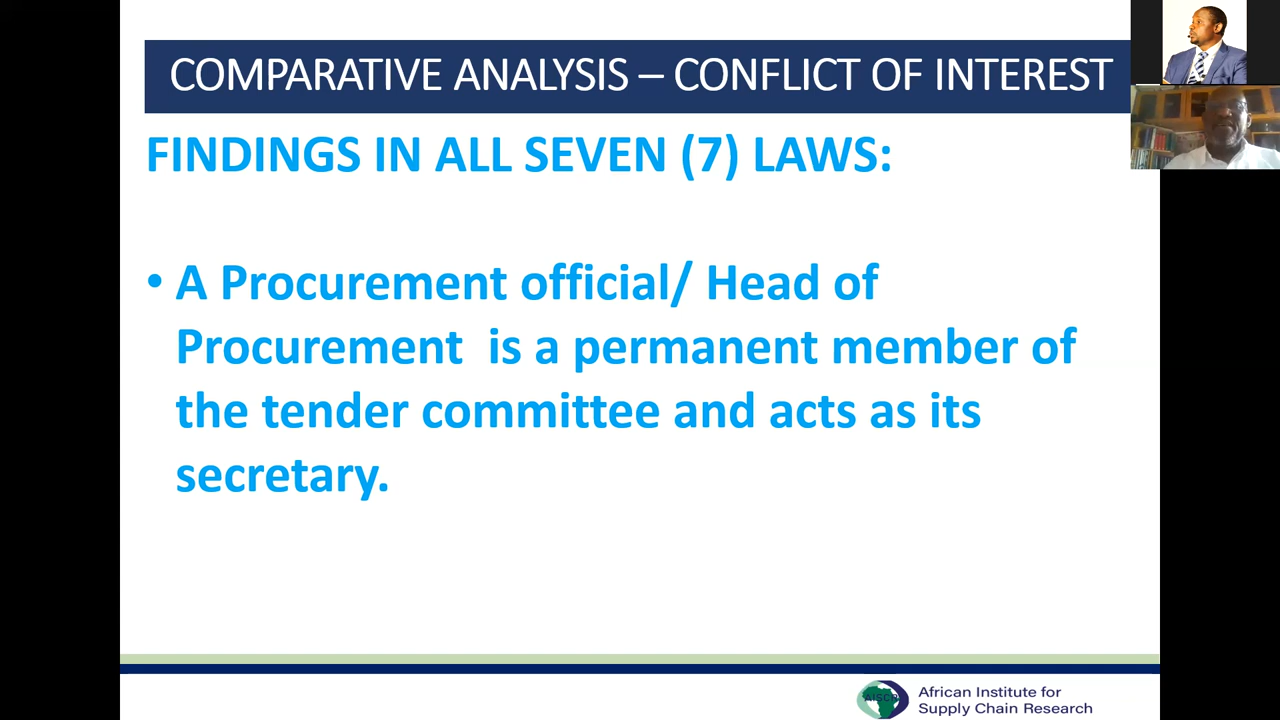 COMPARATIVE ANALYSIS – CONFLICT OF INTEREST
FINDINGS IN ALL SEVEN (7) LAWS:
• A Procurement official/ Head of
Procurement is a permanent member of
the tender committee and acts as its
secretary.
AISCR
African Institute for
Supply Chain Research